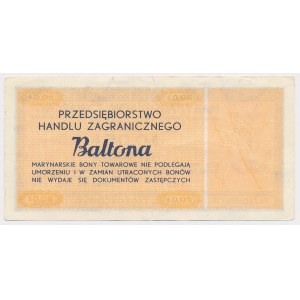 PRZEDSIĘBIORSTWO
HANDLU ZAGRANICZNEGO
Baltona
MARYNARSKIE BONY TOWAROWE NIE PODLEGAJĄ
UMORZENIU I W ZAMIAN UTRACONYCH BONÓW
NIE WYDAJE SIĘ DOKUMENTÓW ZASTĘPCZYCH